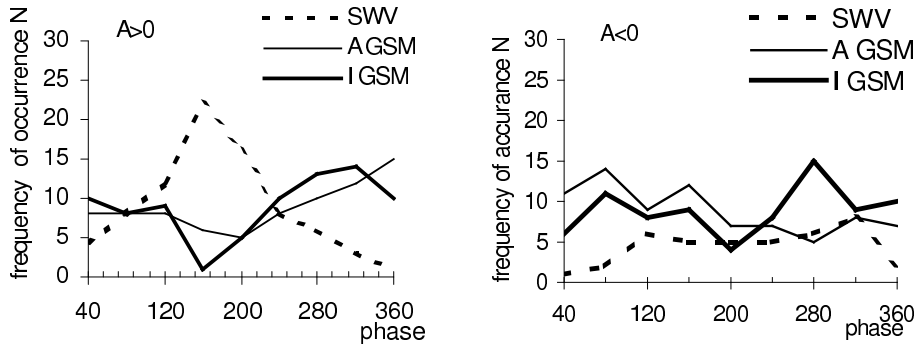 A>0
SWV
A GSM
I GSM
frequency of occurrence N
30
25
20
15
10
5
0
40 120 200 280 360
phase
A<0
SWV
A GSM
I GSM
frequency of accurance N
30
25
20
15
10
5
0
40 120 200 280 360
phase